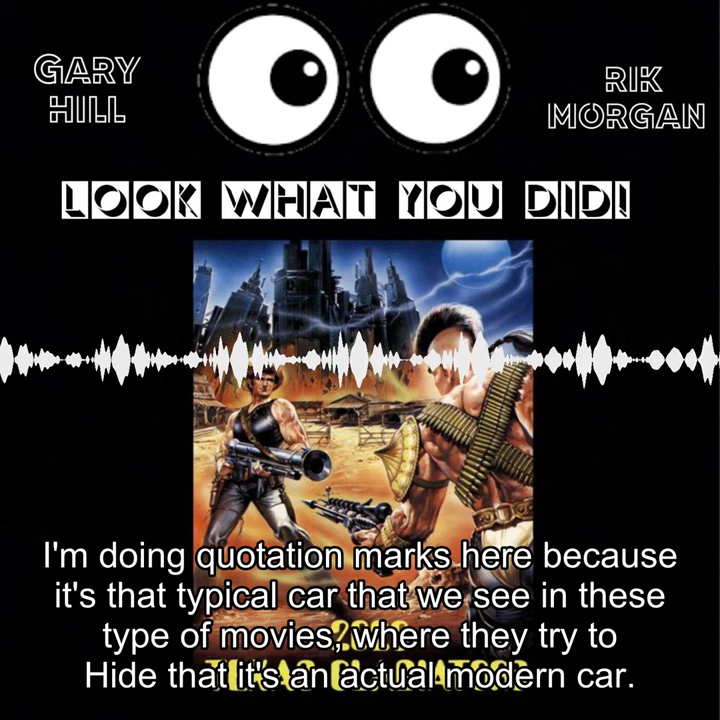 GARY
HILL
RIK
MORGAN
LOOK WHAT YOU DID!
I'm doing quotation marks here because
it's that typical car that we see in these
type of movies, where they try to
Hide that it's an actual modern car.